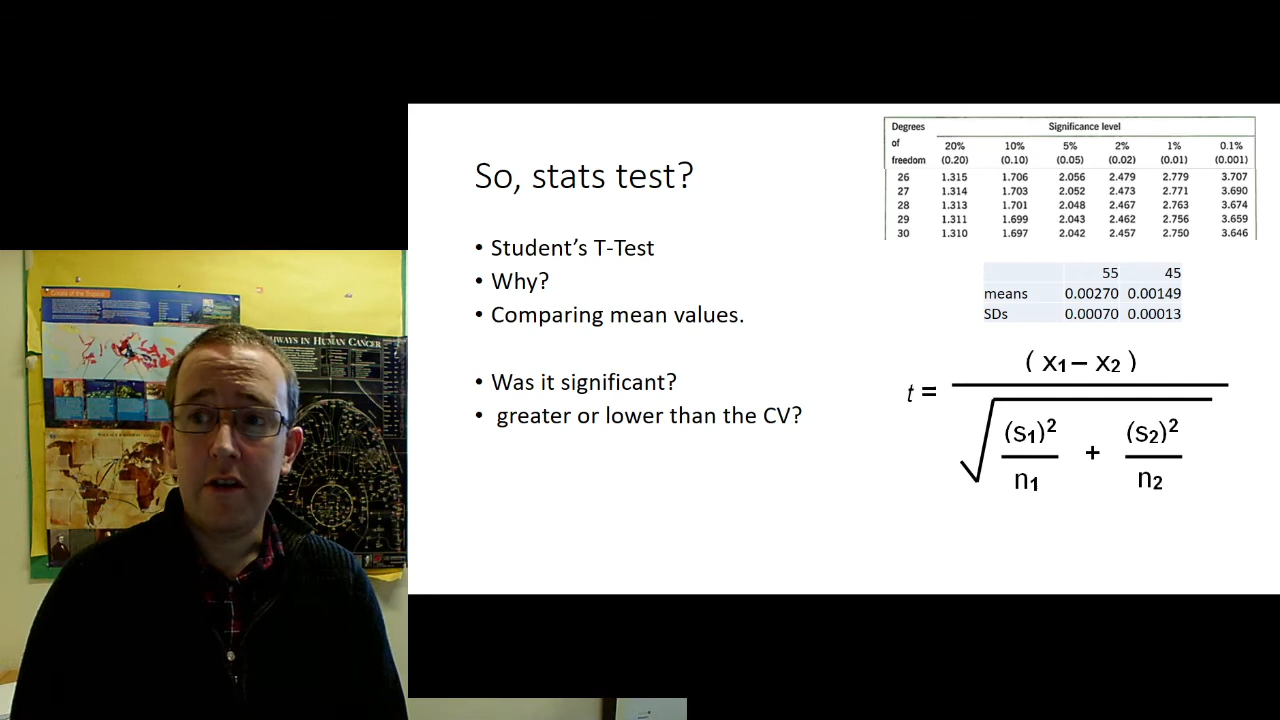 So, stats test?
• Student's T-Test
• Why?
• Comparing mean values.
• Was it significant?
• greater or lower than the CV?
Degrees of freedom Significance level
20% 10% 5% 2% 1% 0.1%
(0.20) (0.10) (0.05) (0.02) (0.01) (0.001)
26 1.315 1.706 2.056 2.479 2.779 3.707
27 1.314 1.703 2.052 2.473 2.771 3.690
28 1.313 1.701 2.048 2.467 2.763 3.674
29 1.311 1.699 2.043 2.462 2.756 3.659
30 1.310 1.697 2.042 2.457 2.750 3.646
55 45
means 0.00270 0.00149
SDs 0.00070 0.00013
( x1 – x2 )
t =
(s1)² + (s2)²
n1 n2
HWAYS IN HUMAN CANCER